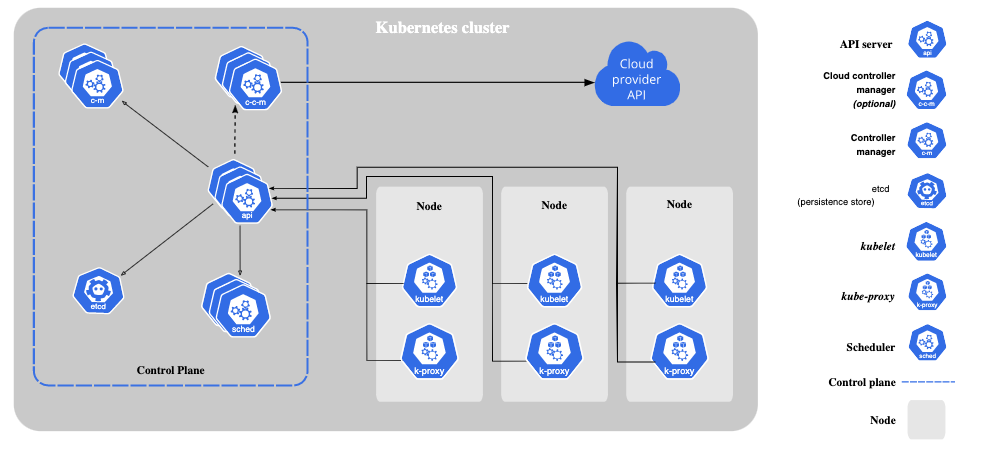 Kubernetes cluster
c-m
c-c-m
Cloud
provider
API
api
etcd
sched
Control Plane
Node
kubelet
k-proxy
Node
kubelet
k-proxy
Node
kubelet
k-proxy
API server
api
Cloud controller
manager
(optional)
c-c-m
Controller
manager
c-m
etcd
(persistence store)
etcd
kubelet
kubelet
kube-proxy
k-proxy
Scheduler
sched
Control plane
Node